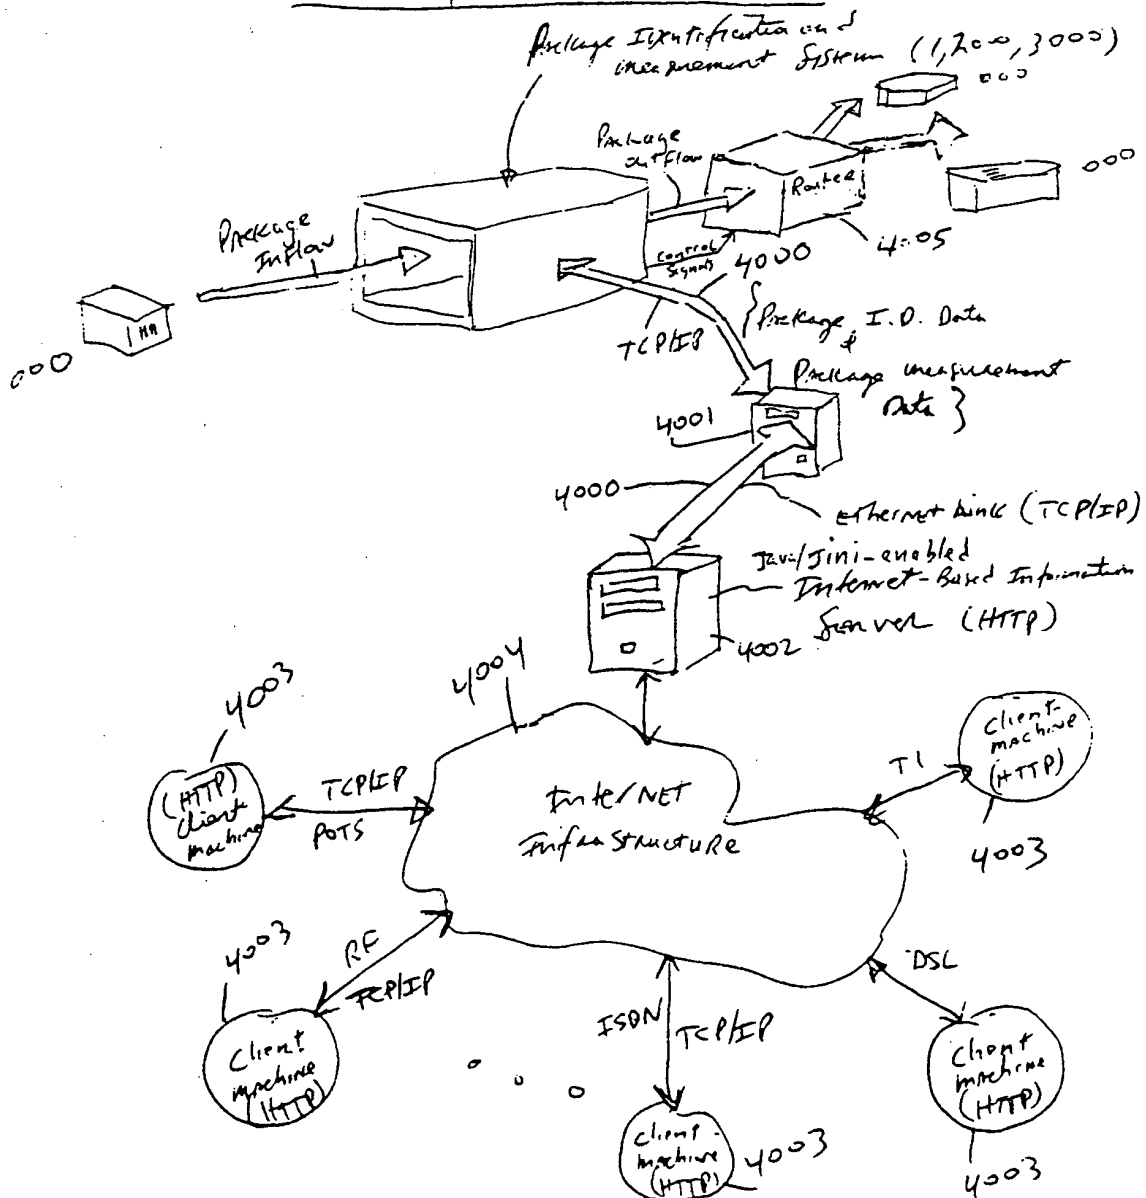 Package Identification and
measurement System (1,200,3000)
Package
outflow
Router
Package
Inflow
Control
Signals
4000
4005
TCP/IP
{Package I.D. Data
&
Package measurement
Data}
4001
4000
Ethernet Link (TCP/IP)
Java/Jini-enabled
Internet-Based Information
Server (HTTP)
4002
4004
4003
(HTTP)
Client
machine
TCP/IP
POTS
InterNET
InfraStructuRe
T1
Client-
machine
(HTTP)
4003
4003
RF
TCP/IP
Client
machine
(HTTP)
ISDN
TCP/IP
DSL
Client
machine
(HTTP)
4003
Client-
machine
(HTTP)
4003